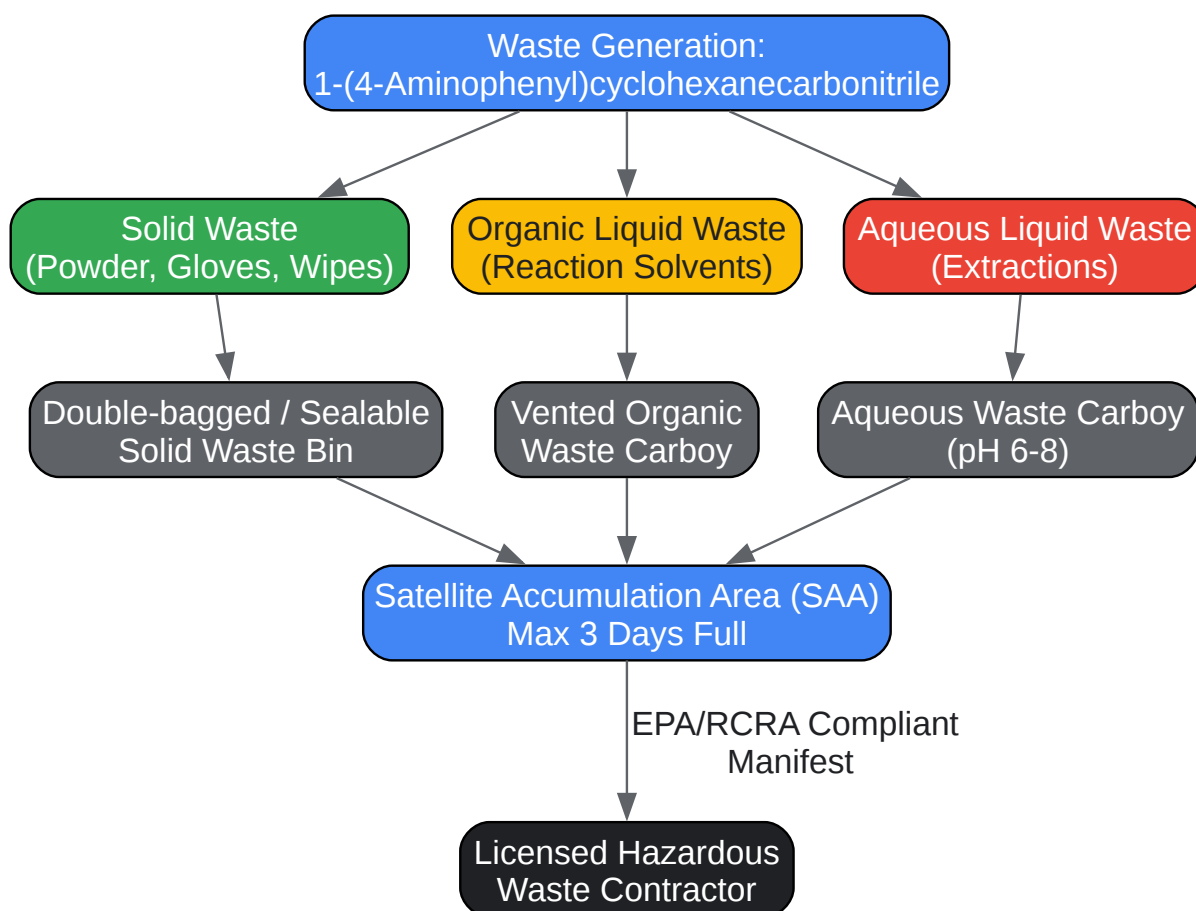 Waste Generation:
1-(4-Aminophenyl)cyclohexanecarbonitrile
Solid Waste
(Powder, Gloves, Wipes)
Organic Liquid Waste
(Reaction Solvents)
Aqueous Liquid Waste
(Extractions)
Double-bagged / Sealable
Solid Waste Bin
Vented Organic
Waste Carboy
Aqueous Waste Carboy
(pH 6-8)
Satellite Accumulation Area (SAA)
Max 3 Days Full
EPA/RCRA Compliant
Manifest
Licensed Hazardous
Waste Contractor